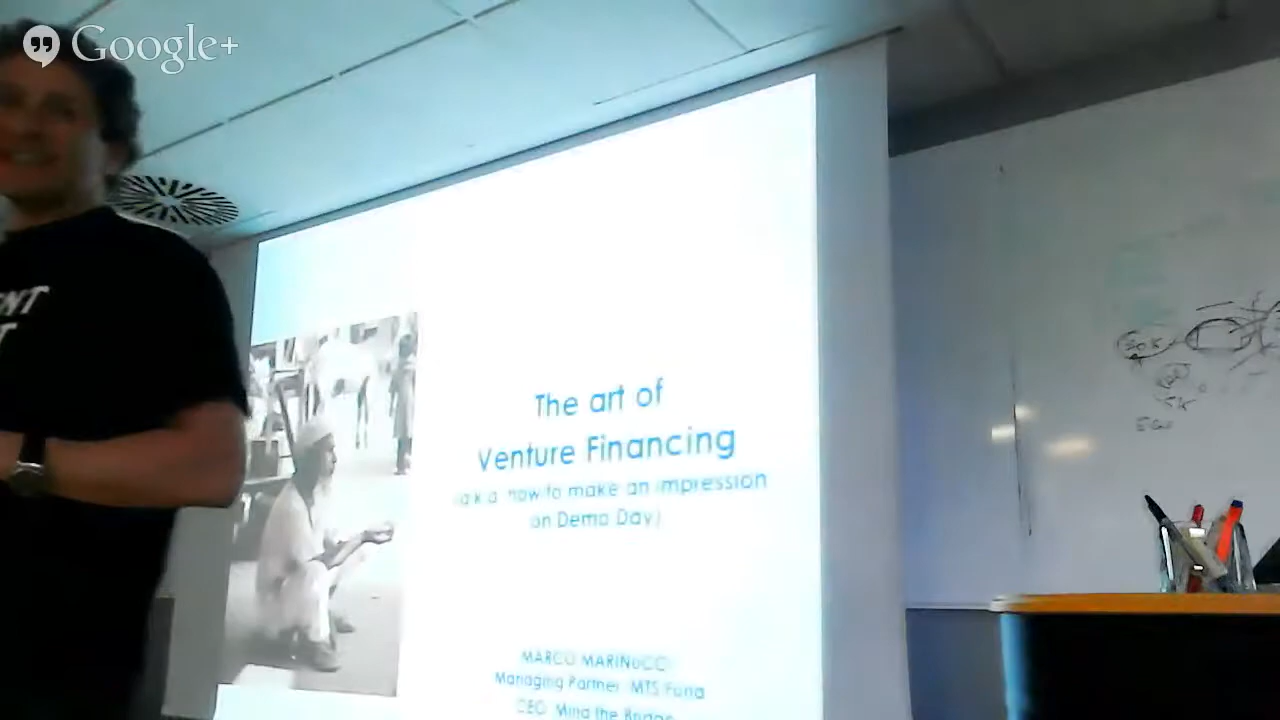 Google+
The art of
Venture Financing
(a.k.a. how to make an impression
on Demo Day)
MARCO MARINUCCI
Managing Partner MTS Fund
CEO Mind the Bridge
NT